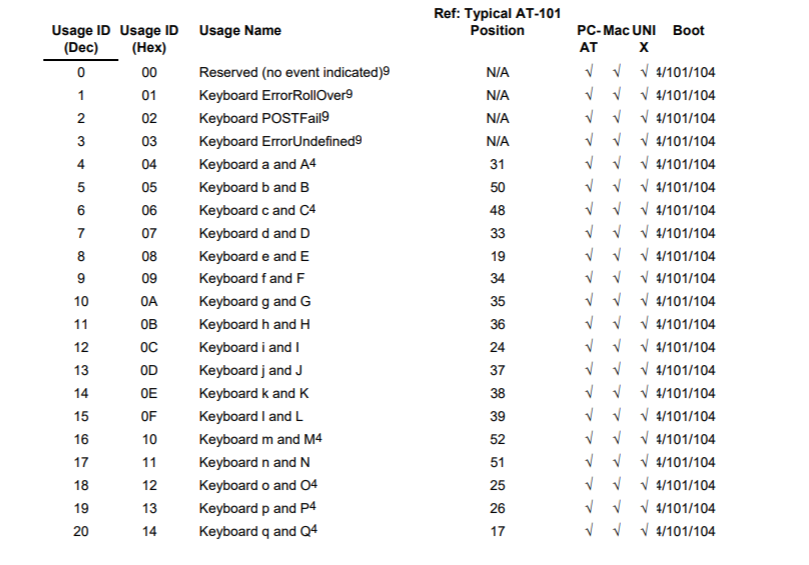 Ref: Typical AT-101
Usage ID Usage ID Usage Name Position PC- Mac UNI Boot
(Dec) (Hex) AT X
0 00 Reserved (no event indicated)9 N/A √ √ √ 4/101/104
1 01 Keyboard ErrorRollOver9 N/A √ √ √ 4/101/104
2 02 Keyboard POSTFail9 N/A √ √ √ 4/101/104
3 03 Keyboard ErrorUndefined9 N/A √ √ √ 4/101/104
4 04 Keyboard a and A4 31 √ √ √ 4/101/104
5 05 Keyboard b and B 50 √ √ √ 4/101/104
6 06 Keyboard c and C4 48 √ √ √ 4/101/104
7 07 Keyboard d and D 33 √ √ √ 4/101/104
8 08 Keyboard e and E 19 √ √ √ 4/101/104
9 09 Keyboard f and F 34 √ √ √ 4/101/104
10 0A Keyboard g and G 35 √ √ √ 4/101/104
11 0B Keyboard h and H 36 √ √ √ 4/101/104
12 0C Keyboard i and I 24 √ √ √ 4/101/104
13 0D Keyboard j and J 37 √ √ √ 4/101/104
14 0E Keyboard k and K 38 √ √ √ 4/101/104
15 0F Keyboard l and L 39 √ √ √ 4/101/104
16 10 Keyboard m and M4 52 √ √ √ 4/101/104
17 11 Keyboard n and N 51 √ √ √ 4/101/104
18 12 Keyboard o and O4 25 √ √ √ 4/101/104
19 13 Keyboard p and P4 26 √ √ √ 4/101/104
20 14 Keyboard q and Q4 17 √ √ √ 4/101/104